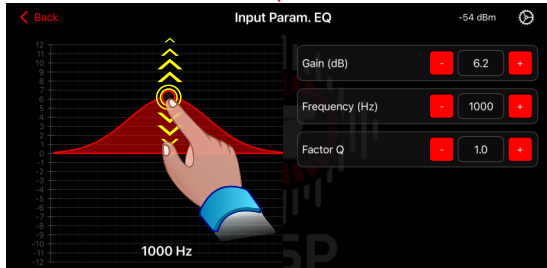 Back
Input Param. EQ
-54 dBm
12
11
10
9
8
7
6
5
4
3
2
1
0
-1
-2
-3
-4
-5
-6
-7
-8
-9
-10
-11
-12
1000 Hz
Gain (dB)
- 6.2 +
Frequency (Hz)
- 1000 +
Factor Q
- 1.0 +
SP